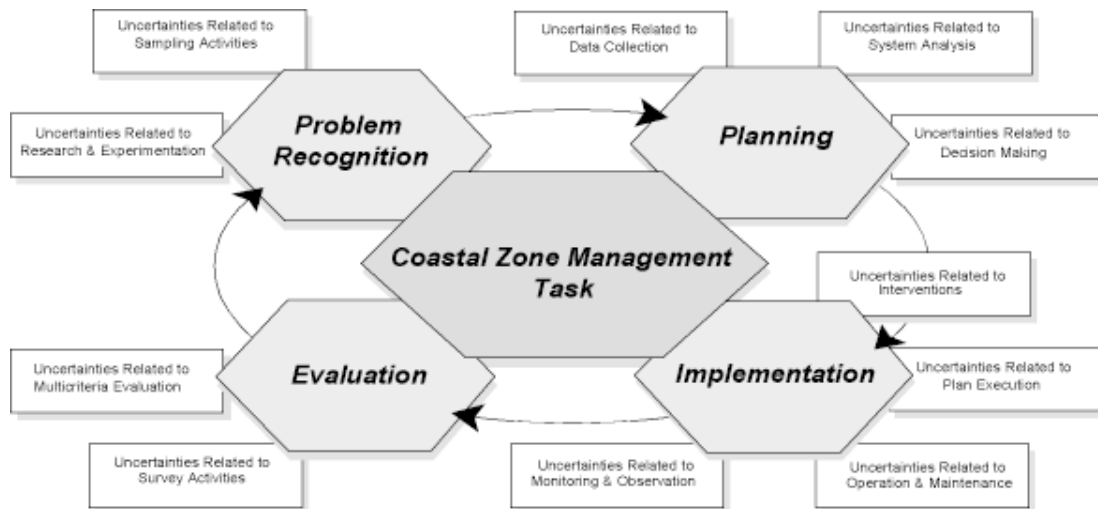 Uncertainties Related to
Sampling Activities
Uncertainties Related to
Data Collection
Uncertainties Related to
System Analysis
Uncertainties Related to
Research & Experimentation
Problem
Recognition
Planning
Uncertainties Related to
Decision Making
Coastal Zone Management
Task
Uncertainties Related to
Interventions
Uncertainties Related to
Multicriteria Evaluation
Evaluation
Implementation
Uncertainties Related to
Plan Execution
Uncertainties Related to
Survey Activities
Uncertainties Related to
Monitoring & Observation
Uncertainties Related to
Operation & Maintenance